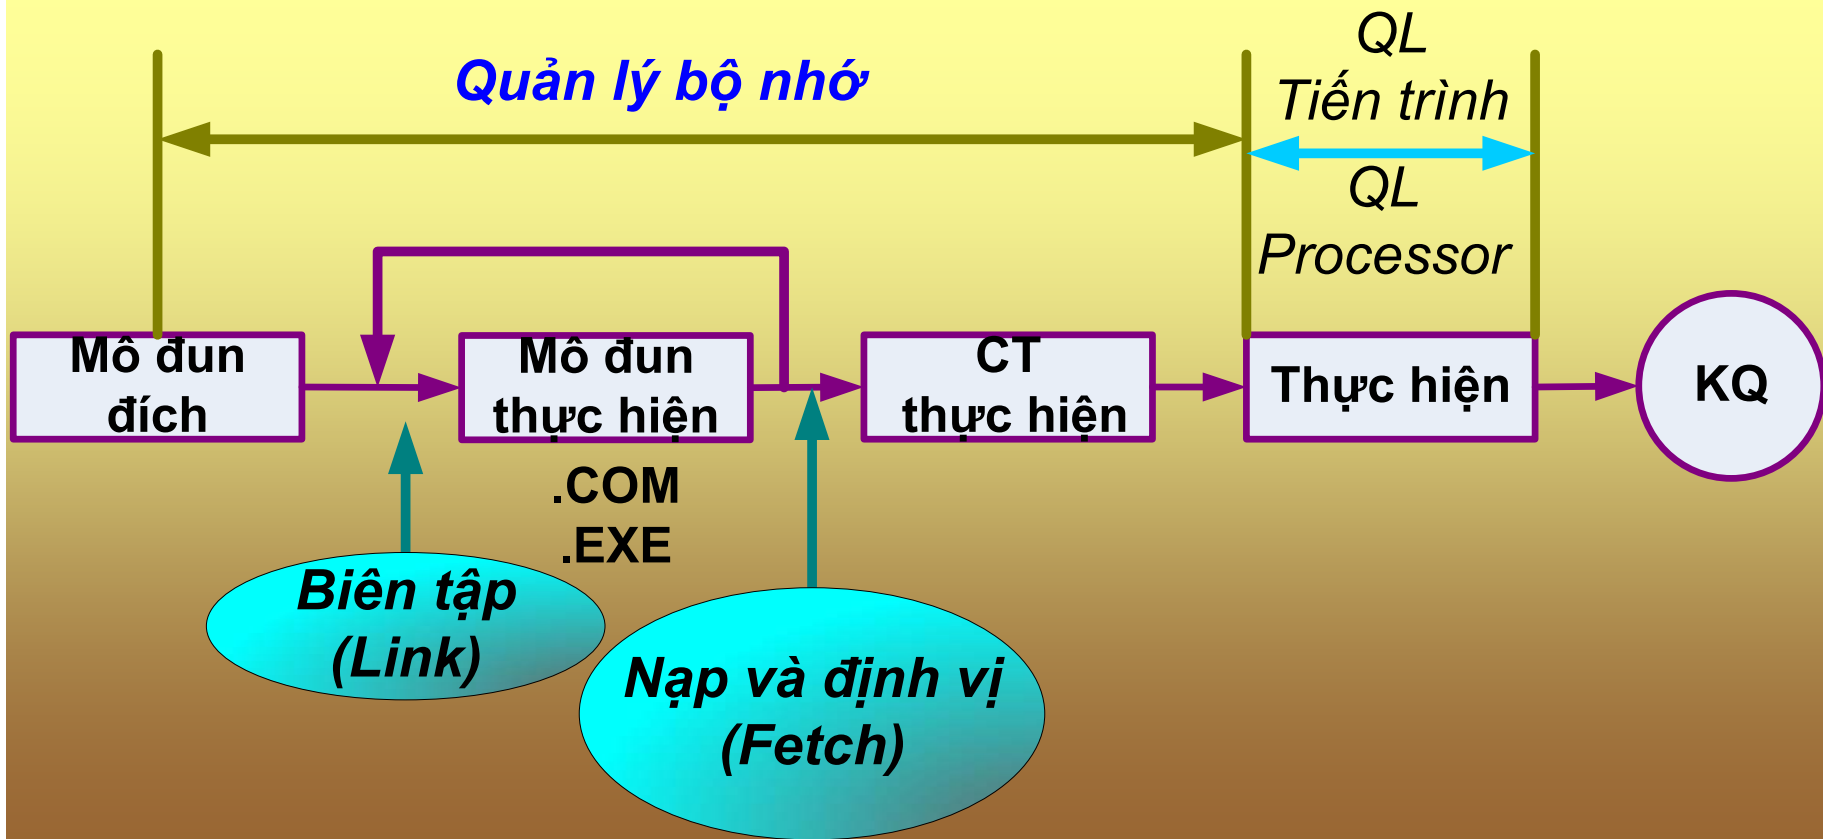 Quản lý bộ nhớ
QL
Tiến trình
QL
Processor
Mô đun
đích
Mô đun
thực hiện
.COM
.EXE
CT
thực hiện
Thực hiện
KQ
Biên tập
(Link)
Nạp và định vị
(Fetch)